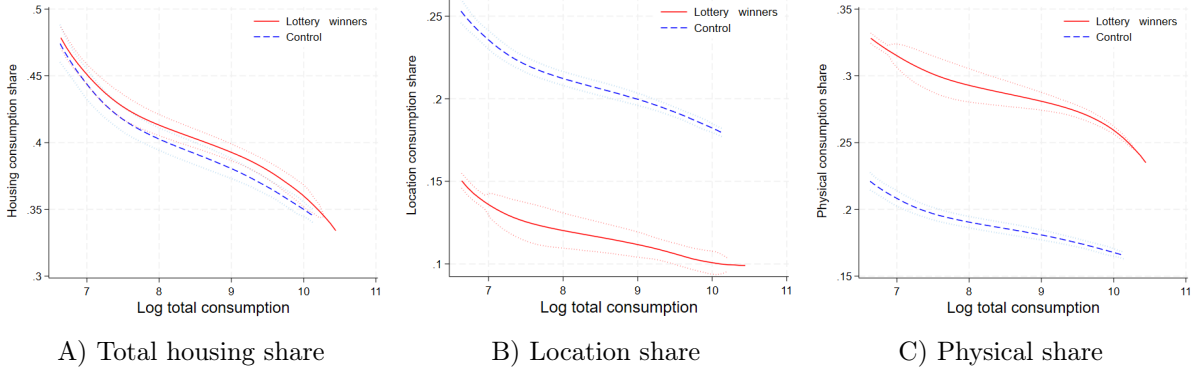 .5
.45
.4
.35
.3
Housing consumption share
7 8 9 10 11
Log total consumption
Lottery winners
Control
A) Total housing share
.25
.2
.15
.1
Location consumption share
7 8 9 10 11
Log total consumption
Lottery winners
Control
B) Location share
.35
.3
.25
.2
.15
Physical consumption share
7 8 9 10 11
Log total consumption
Lottery winners
Control
C) Physical share